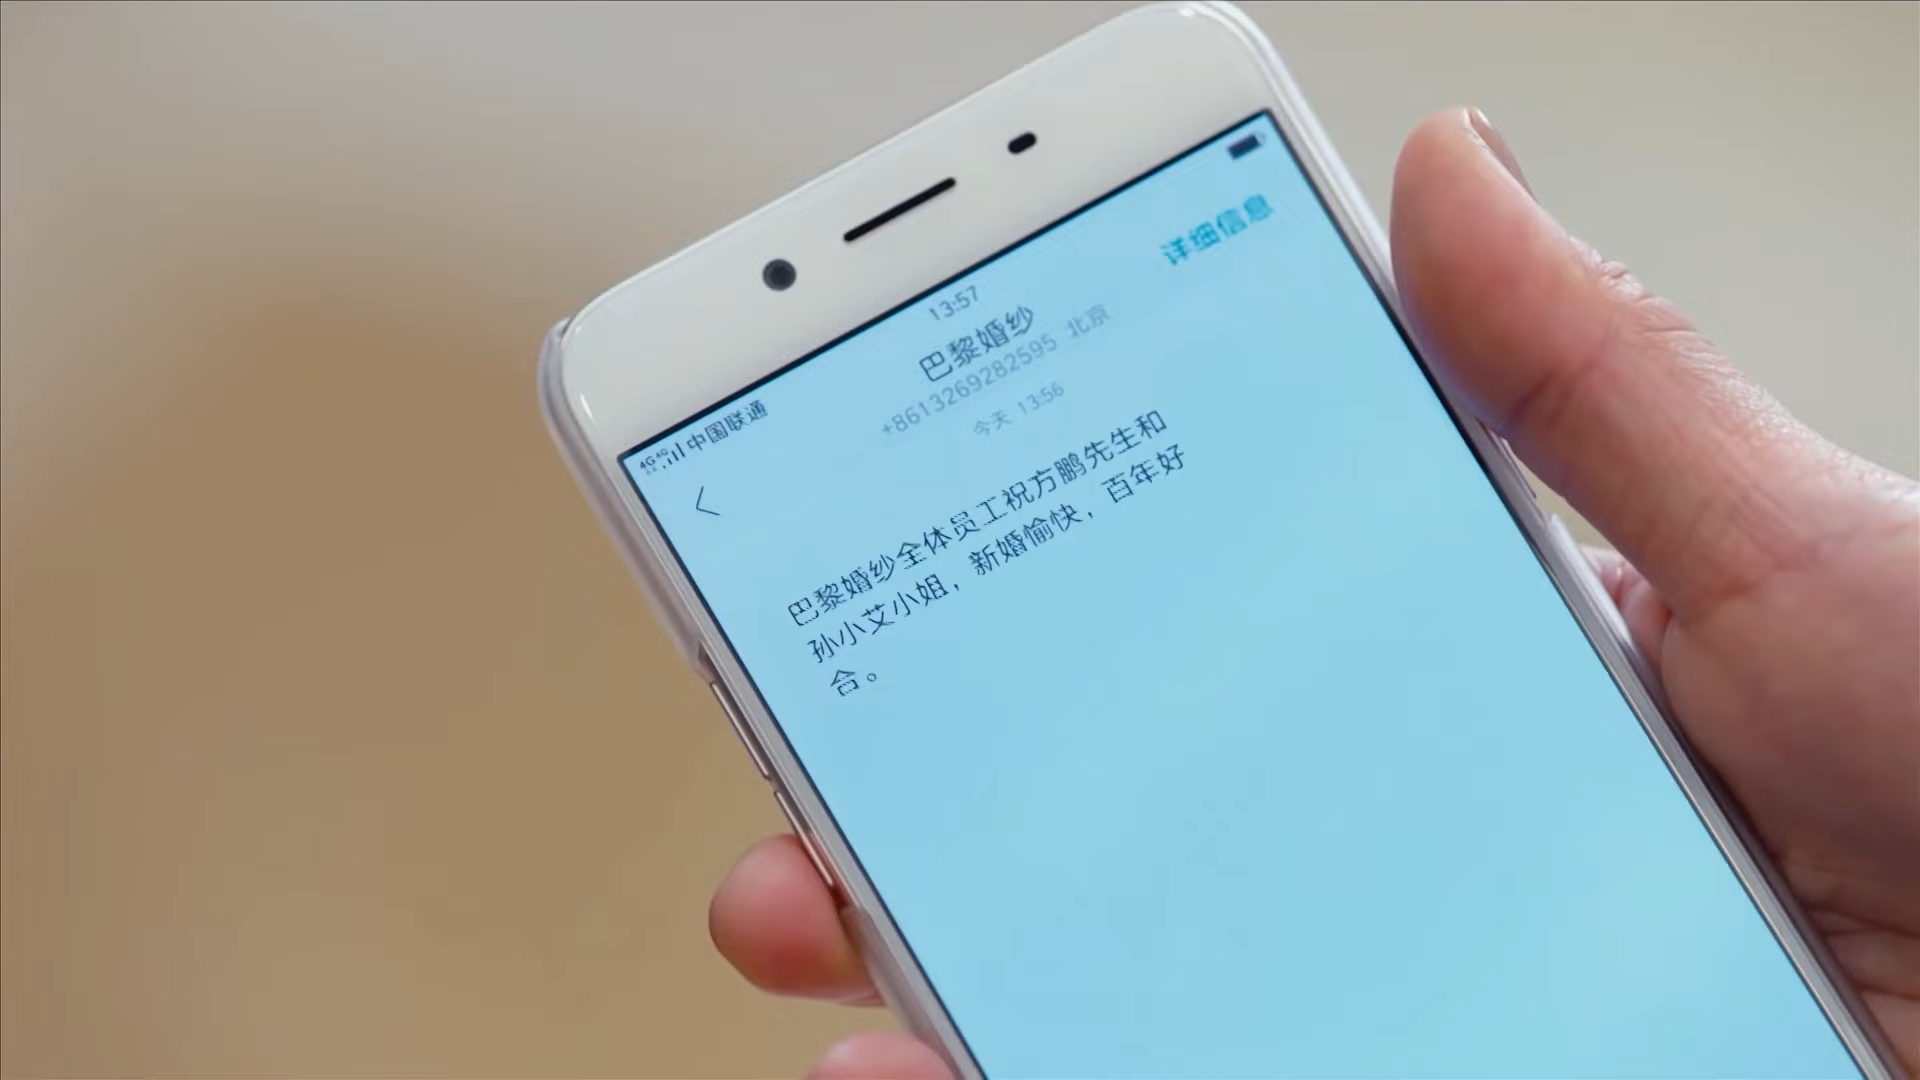 4G 4G 中国联通
13:57
详细信息
巴黎婚纱
+8613269282595 北京
今天 13:56
巴黎婚纱全体员工祝方鹏先生和
孙小艾小姐，新婚愉快，百年好
合。